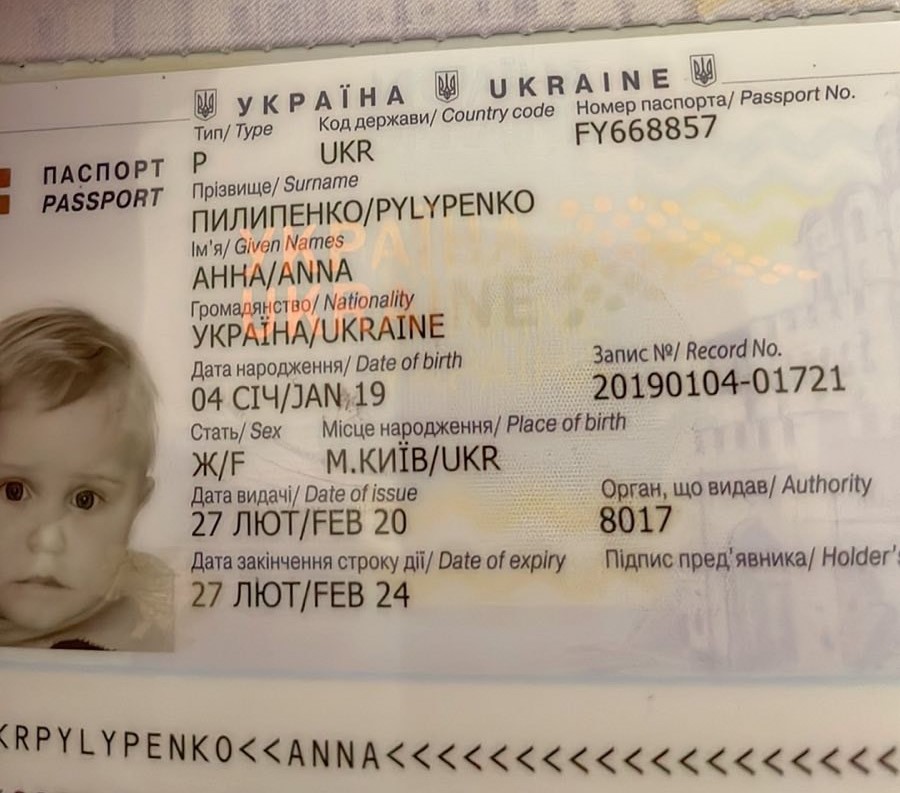 УКРАЇНА UKRAINE
Тип/ Type Код держави/ Country code Номер паспорта/ Passport No.
P UKR FY668857
ПАСПОРТ
PASSPORT
Прізвище/ Surname
ПИЛИПЕНКО/PYLYPENKO
Ім'я/ Given Names
АННА/ANNA
Громадянство/ Nationality
УКРАЇНА/UKRAINE
Дата народження/ Date of birth Запис №/ Record No.
04 СІЧ/JAN 19 20190104-01721
Стать/ Sex Місце народження/ Place of birth
Ж/F М.КИЇВ/UKR
Дата видачі/ Date of issue Орган, що видав/ Authority
27 ЛЮТ/FEB 20 8017
Дата закінчення строку дії/ Date of expiry Підпис пред'явника/ Holder's
27 ЛЮТ/FEB 24
KRPYLYPENKO<<ANNA<<<<<<<<<<<<<<<<<<<<
УКРАЇНА
UKRAINE